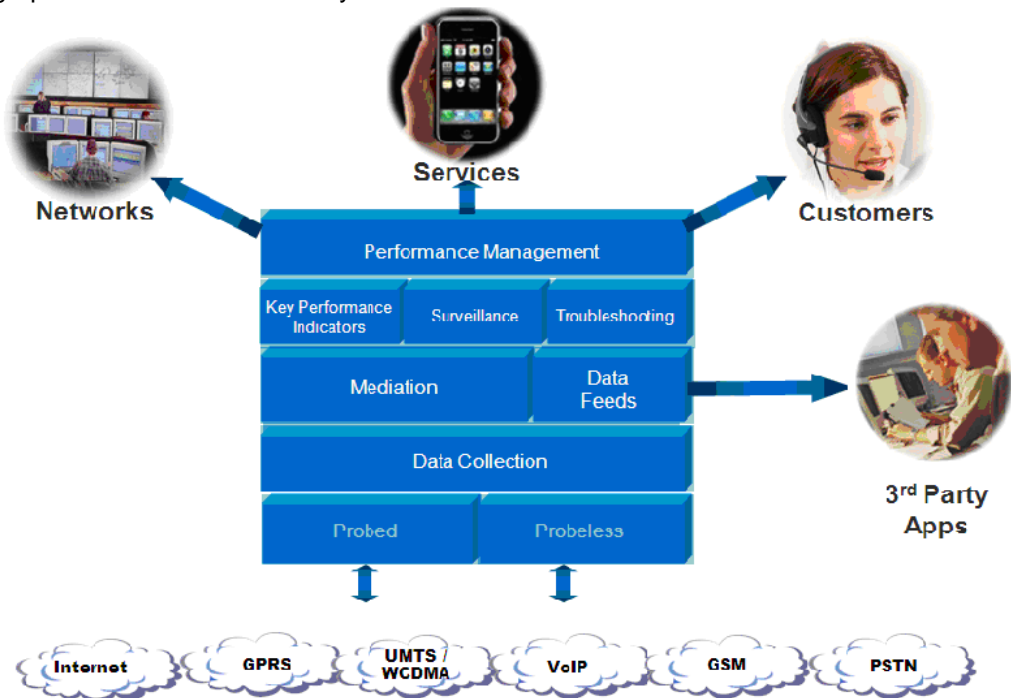 Services
Networks
Customers
Performance Management
Key Performance
Indicators
Surveillance
Troubleshooting
Mediation
Data
Feeds
Data Collection
3rd Party
Apps
Probed
Probeless
Internet
GPRS
UMTS /
WCDMA
VoIP
GSM
PSTN